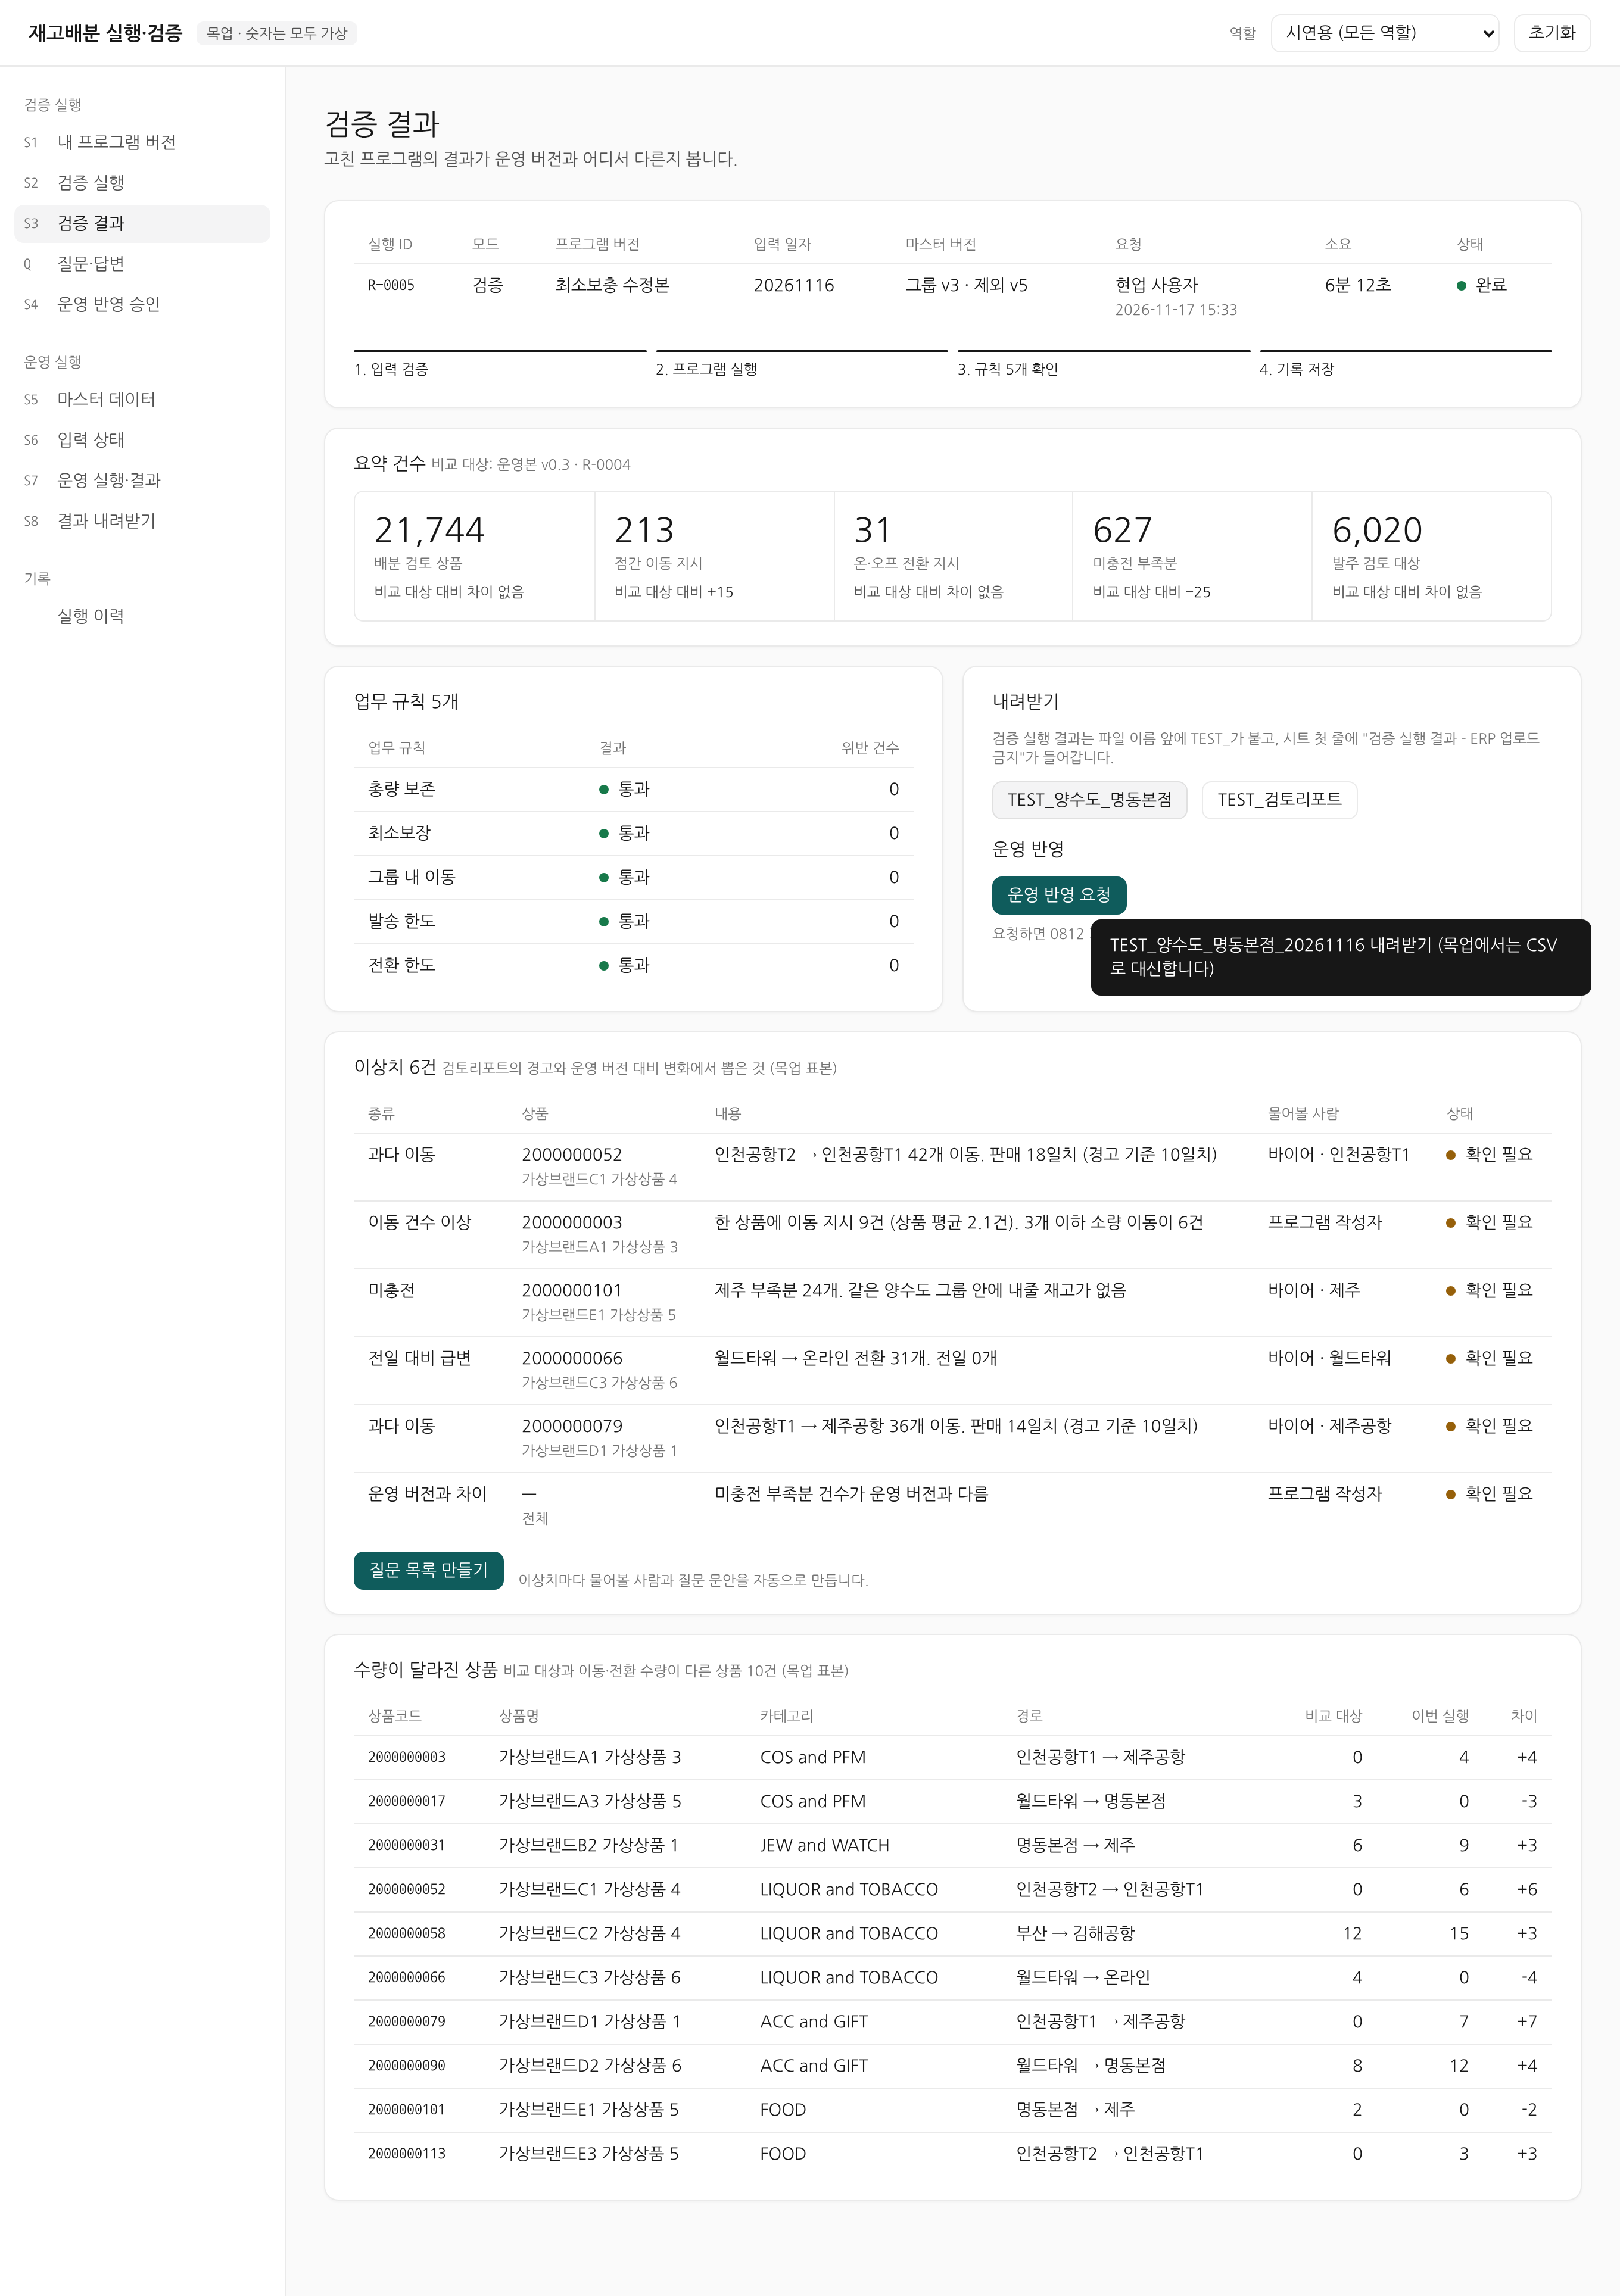 재고배분 실행·검증 목업 · 숫자는 모두 가상 역할 시연용 (모든 역할) 초기화
검증 실행
S1 내 프로그램 버전
S2 검증 실행
S3 검증 결과
Q 질문·답변
S4 운영 반영 승인
운영 실행
S5 마스터 데이터
S6 입력 상태
S7 운영 실행·결과
S8 결과 내려받기
기록
실행 이력
검증 결과
고친 프로그램의 결과가 운영 버전과 어디서 다른지 봅니다.
실행 ID 모드 프로그램 버전 입력 일자 마스터 버전 요청 소요 상태
R-0005 검증 최소보충 수정본 20261116 그룹 v3 · 제외 v5 현업 사용자 6분 12초 완료
2026-11-17 15:33
1. 입력 검증 2. 프로그램 실행 3. 규칙 5개 확인 4. 기록 저장
요약 건수 비교 대상: 운영본 v0.3 · R-0004
21,744 213 31 627 6,020
배분 검토 상품 점간 이동 지시 온·오프 전환 지시 미충전 부족분 발주 검토 대상
비교 대상 대비 차이 없음 비교 대상 대비 +15 비교 대상 대비 차이 없음 비교 대상 대비 −25 비교 대상 대비 차이 없음
업무 규칙 5개
업무 규칙 결과 위반 건수
총량 보존 통과 0
최소보장 통과 0
그룹 내 이동 통과 0
발송 한도 통과 0
전환 한도 통과 0
내려받기
검증 실행 결과는 파일 이름 앞에 TEST_가 붙고, 시트 첫 줄에 "검증 실행 결과 - ERP 업로드
금지"가 들어갑니다.
TEST_양수도_명동본점 TEST_검토리포트
운영 반영
운영 반영 요청
요청하면 0812
TEST_양수도_명동본점_20261116 내려받기 (목업에서는 CSV
로 대신합니다)
이상치 6건 검토리포트의 경고와 운영 버전 대비 변화에서 뽑은 것 (목업 표본)
종류 상품 내용 물어볼 사람 상태
과다 이동 2000000052 인천공항T2 → 인천공항T1 42개 이동. 판매 18일치 (경고 기준 10일치) 바이어 · 인천공항T1 확인 필요
가상브랜드C1 가상상품 4
이동 건수 이상 2000000003 한 상품에 이동 지시 9건 (상품 평균 2.1건). 3개 이하 소량 이동이 6건 프로그램 작성자 확인 필요
가상브랜드A1 가상상품 3
미충전 2000000101 제주 부족분 24개. 같은 양수도 그룹 안에 내줄 재고가 없음 바이어 · 제주 확인 필요
가상브랜드E1 가상상품 5
전일 대비 급변 2000000066 월드타워 → 온라인 전환 31개. 전일 0개 바이어 · 월드타워 확인 필요
가상브랜드C3 가상상품 6
과다 이동 2000000079 인천공항T1 → 제주공항 36개 이동. 판매 14일치 (경고 기준 10일치) 바이어 · 제주공항 확인 필요
가상브랜드D1 가상상품 1
운영 버전과 차이 — 미충전 부족분 건수가 운영 버전과 다름 프로그램 작성자 확인 필요
전체
질문 목록 만들기 이상치마다 물어볼 사람과 질문 문안을 자동으로 만듭니다.
수량이 달라진 상품 비교 대상과 이동·전환 수량이 다른 상품 10건 (목업 표본)
상품코드 상품명 카테고리 경로 비교 대상 이번 실행 차이
2000000003 가상브랜드A1 가상상품 3 COS and PFM 인천공항T1 → 제주공항 0 4 +4
2000000017 가상브랜드A3 가상상품 5 COS and PFM 월드타워 → 명동본점 3 0 -3
2000000031 가상브랜드B2 가상상품 1 JEW and WATCH 명동본점 → 제주 6 9 +3
2000000052 가상브랜드C1 가상상품 4 LIQUOR and TOBACCO 인천공항T2 → 인천공항T1 0 6 +6
2000000058 가상브랜드C2 가상상품 4 LIQUOR and TOBACCO 부산 → 김해공항 12 15 +3
2000000066 가상브랜드C3 가상상품 6 LIQUOR and TOBACCO 월드타워 → 온라인 4 0 -4
2000000079 가상브랜드D1 가상상품 1 ACC and GIFT 인천공항T1 → 제주공항 0 7 +7
2000000090 가상브랜드D2 가상상품 6 ACC and GIFT 월드타워 → 명동본점 8 12 +4
2000000101 가상브랜드E1 가상상품 5 FOOD 명동본점 → 제주 2 0 -2
2000000113 가상브랜드E3 가상상품 5 FOOD 인천공항T2 → 인천공항T1 0 3 +3